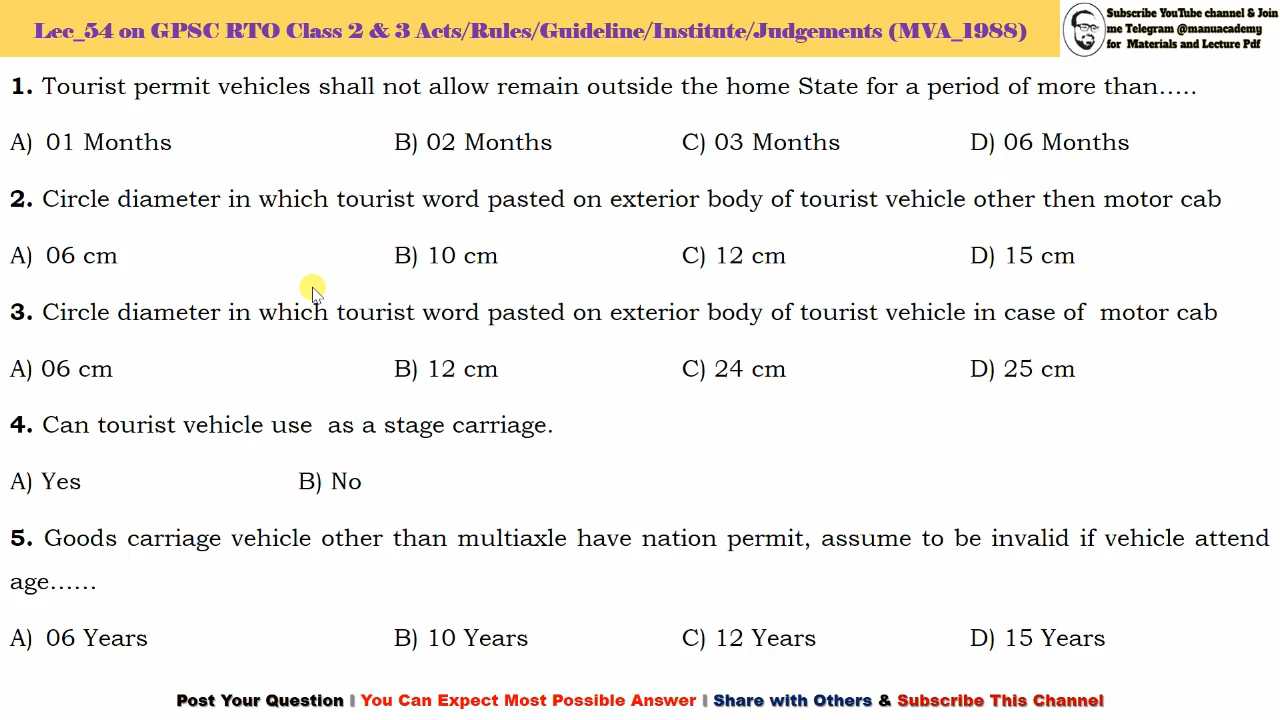 Lec_54 on GPSC RTO Class 2 & 3 Acts/Rules/Guideline/Institute/Judgements (MVA_1988)
Subscribe YouTube channel & Join
me Telegram @manuacademy
for Materials and Lecture Pdf
1. Tourist permit vehicles shall not allow remain outside the home State for a period of more than.....
A) 01 Months B) 02 Months C) 03 Months D) 06 Months
2. Circle diameter in which tourist word pasted on exterior body of tourist vehicle other then motor cab
A) 06 cm B) 10 cm C) 12 cm D) 15 cm
3. Circle diameter in which tourist word pasted on exterior body of tourist vehicle in case of motor cab
A) 06 cm B) 12 cm C) 24 cm D) 25 cm
4. Can tourist vehicle use as a stage carriage.
A) Yes B) No
5. Goods carriage vehicle other than multiaxle have nation permit, assume to be invalid if vehicle attend
age......
A) 06 Years B) 10 Years C) 12 Years D) 15 Years
Post Your Question | You Can Expect Most Possible Answer | Share with Others & Subscribe This Channel